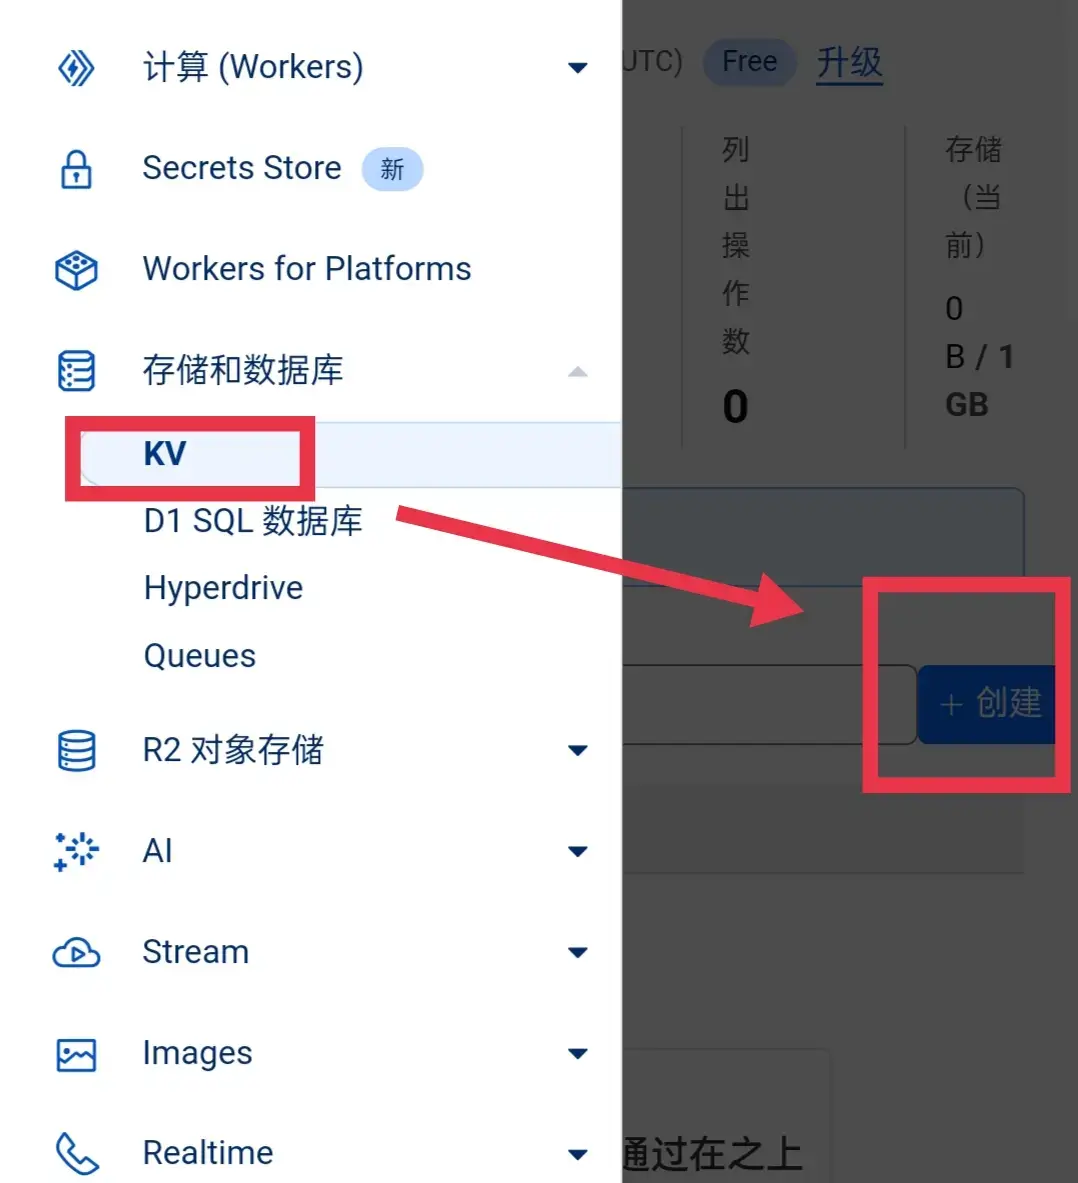 计算 (Workers)
Secrets Store 新
Workers for Platforms
存储和数据库
KV
D1 SQL 数据库
Hyperdrive
Queues
R2 对象存储
AI
Stream
Images
Realtime
UTC) Free 升级
列
出
操
作
数
0
存储
（当
前）
0
B / 1
GB
+ 创建
通过在之上